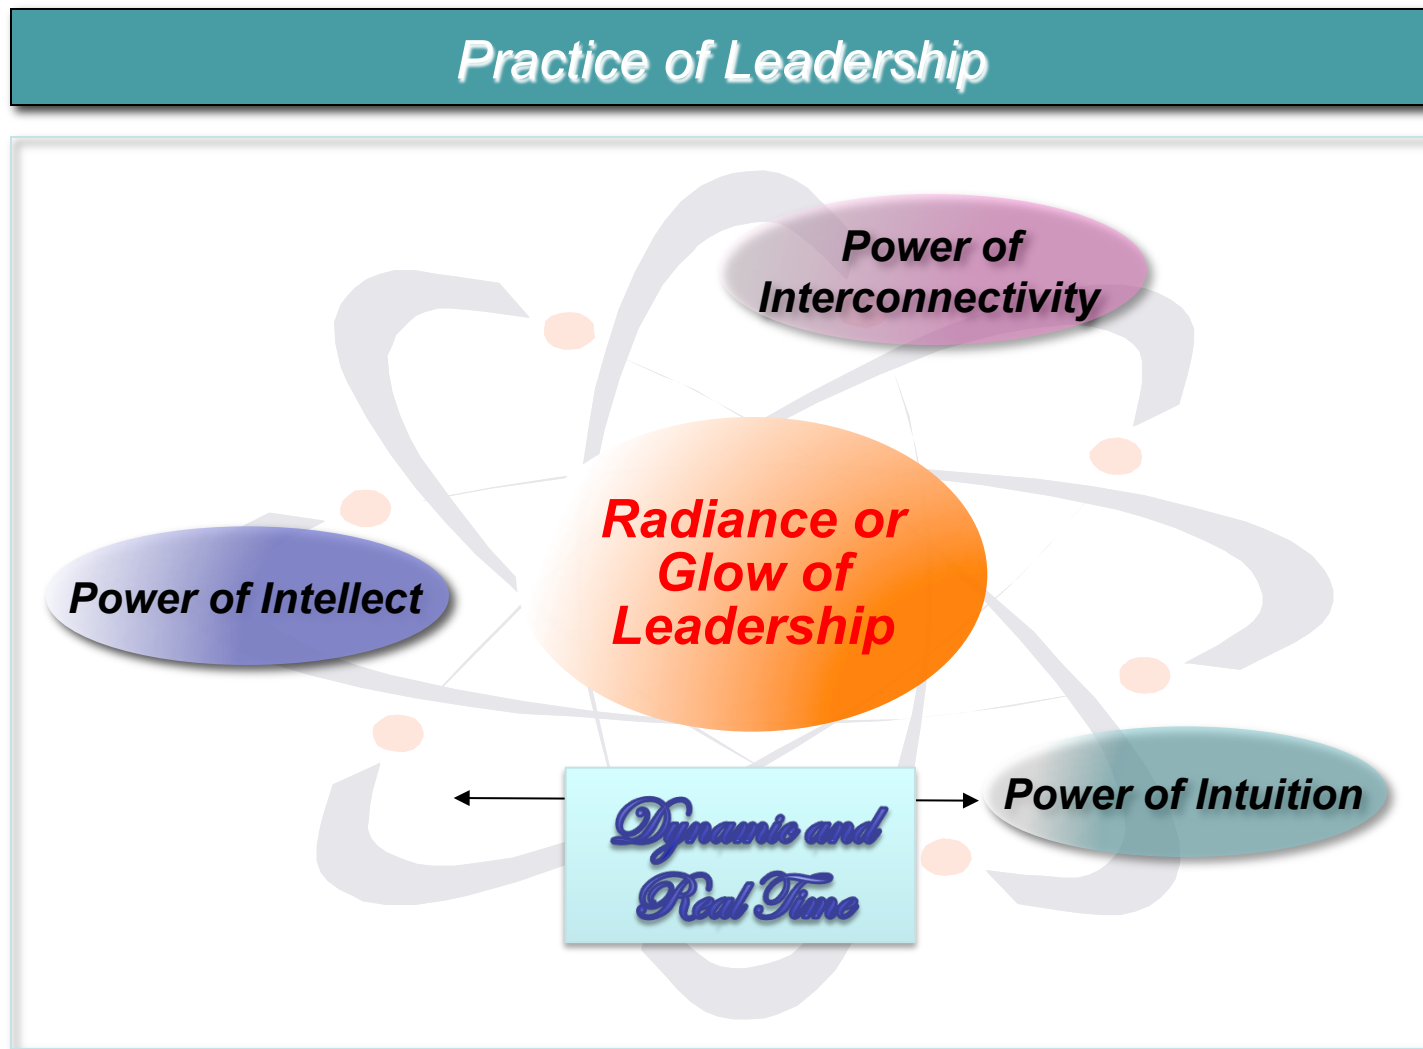 Practice of Leadership
Power of
Interconnectivity
Radiance or
Glow of
Leadership
Power of Intellect
Power of Intuition
Dynamic and
Real Time